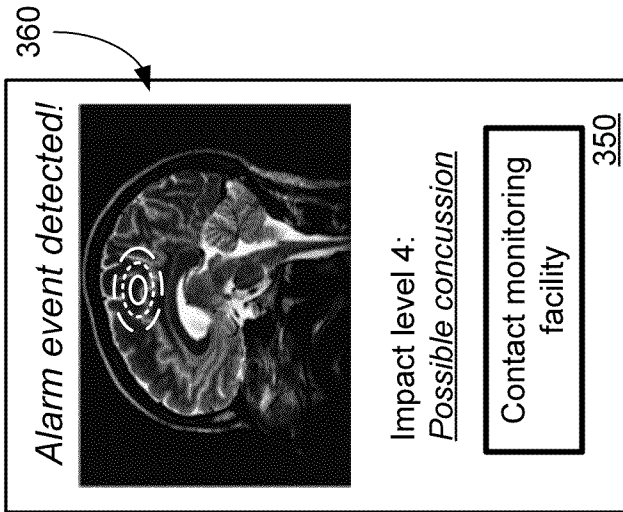 360
Alarm event detected!
Impact level 4:
Possible concussion
Contact monitoring
facility
350